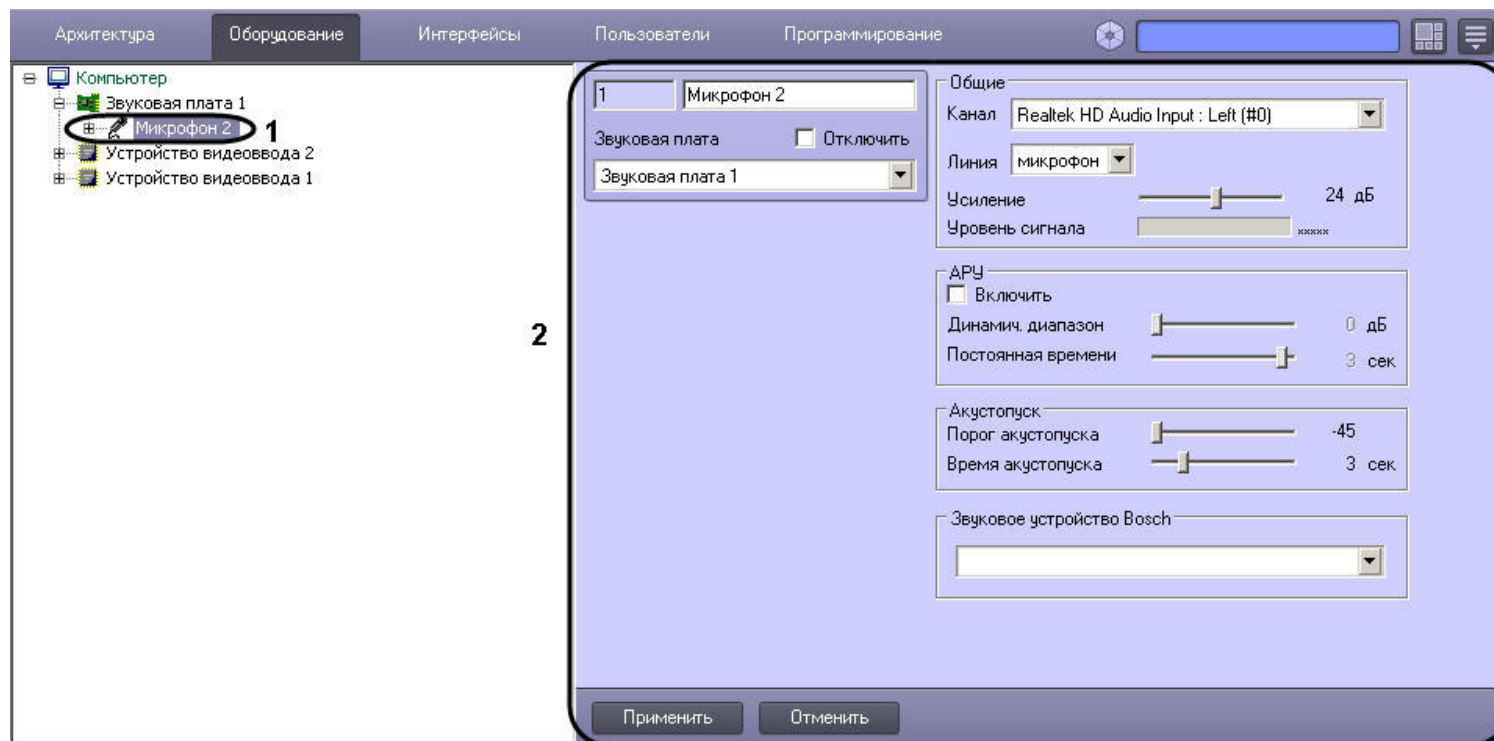 Архитектура Оборудование Интерфейсы Пользователи Программирование
Компьютер
Звуковая плата 1
Микрофон 2 1
Устройство видеоввода 2
Устройство видеоввода 1
2
1 Микрофон 2
Звуковая плата Отключить
Звуковая плата 1
Общие
Канал Realtek HD Audio Input : Left (#0)
Линия микрофон
Усиление 24 дБ
Уровень сигнала xxxxx
АРУ
Включить
Динамич. диапазон 0 дБ
Постоянная времени 3 сек
Акустопуск
Порог акустопуска -45
Время акустопуска 3 сек
Звуковое устройство Bosch
Применить Отменить